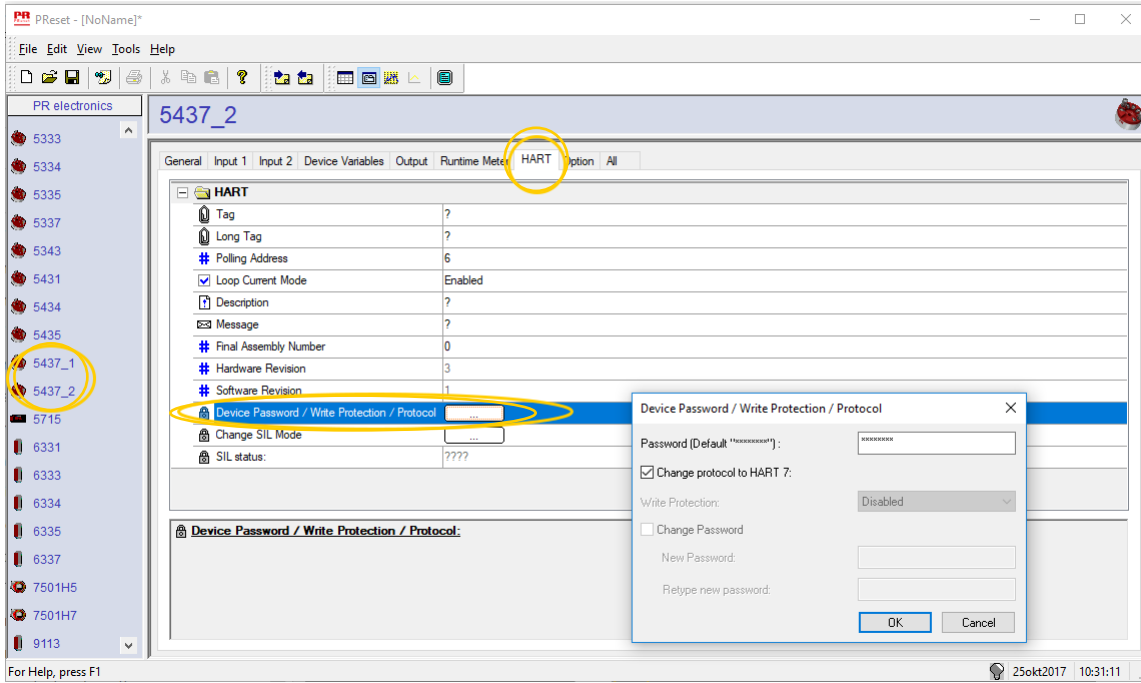 PR PReset - [NoName]*
File Edit View Tools Help
PR electronics
5333
5334
5335
5337
5343
5431
5434
5435
5437_1
5437_2
5715
6331
6333
6334
6335
6337
7501H5
7501H7
9113
5437_2
General Input 1 Input 2 Device Variables Output Runtime Meter HART Option All
HART
Tag ?
Long Tag ?
Polling Address 6
Loop Current Mode Enabled
Description ?
Message ?
Final Assembly Number 0
Hardware Revision 3
Software Revision 1
Device Password / Write Protection / Protocol ...
Change SIL Mode ...
SIL status: ????
Device Password / Write Protection / Protocol:
Device Password / Write Protection / Protocol
Password (Default "********") : ********
Change protocol to HART 7:
Write Protection: Disabled
Change Password
New Password:
Retype new password:
OK Cancel
For Help, press F1 25okt2017 10:31:11